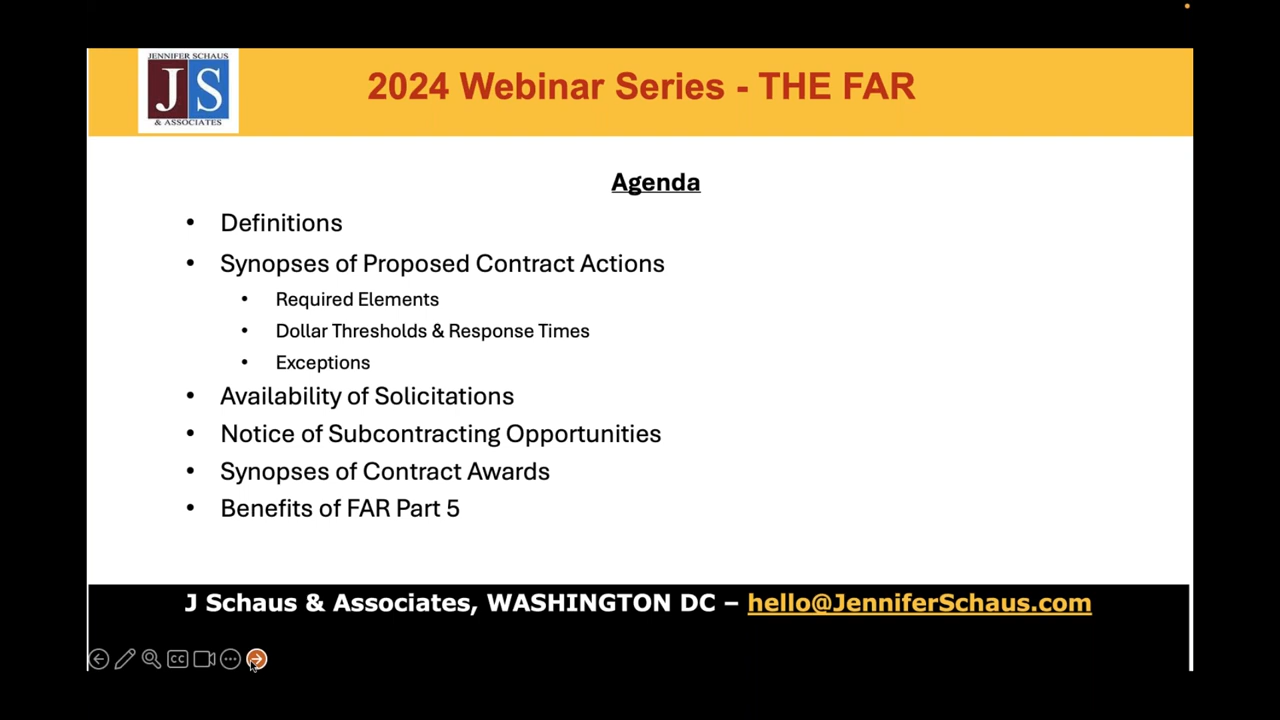 JENNIFER SCHAUS
JS
& ASSOCIATES
2024 Webinar Series - THE FAR
Agenda
• Definitions
• Synopses of Proposed Contract Actions
• Required Elements
• Dollar Thresholds & Response Times
• Exceptions
• Availability of Solicitations
• Notice of Subcontracting Opportunities
• Synopses of Contract Awards
• Benefits of FAR Part 5
J Schaus & Associates, WASHINGTON DC – hello@JenniferSchaus.com
CC